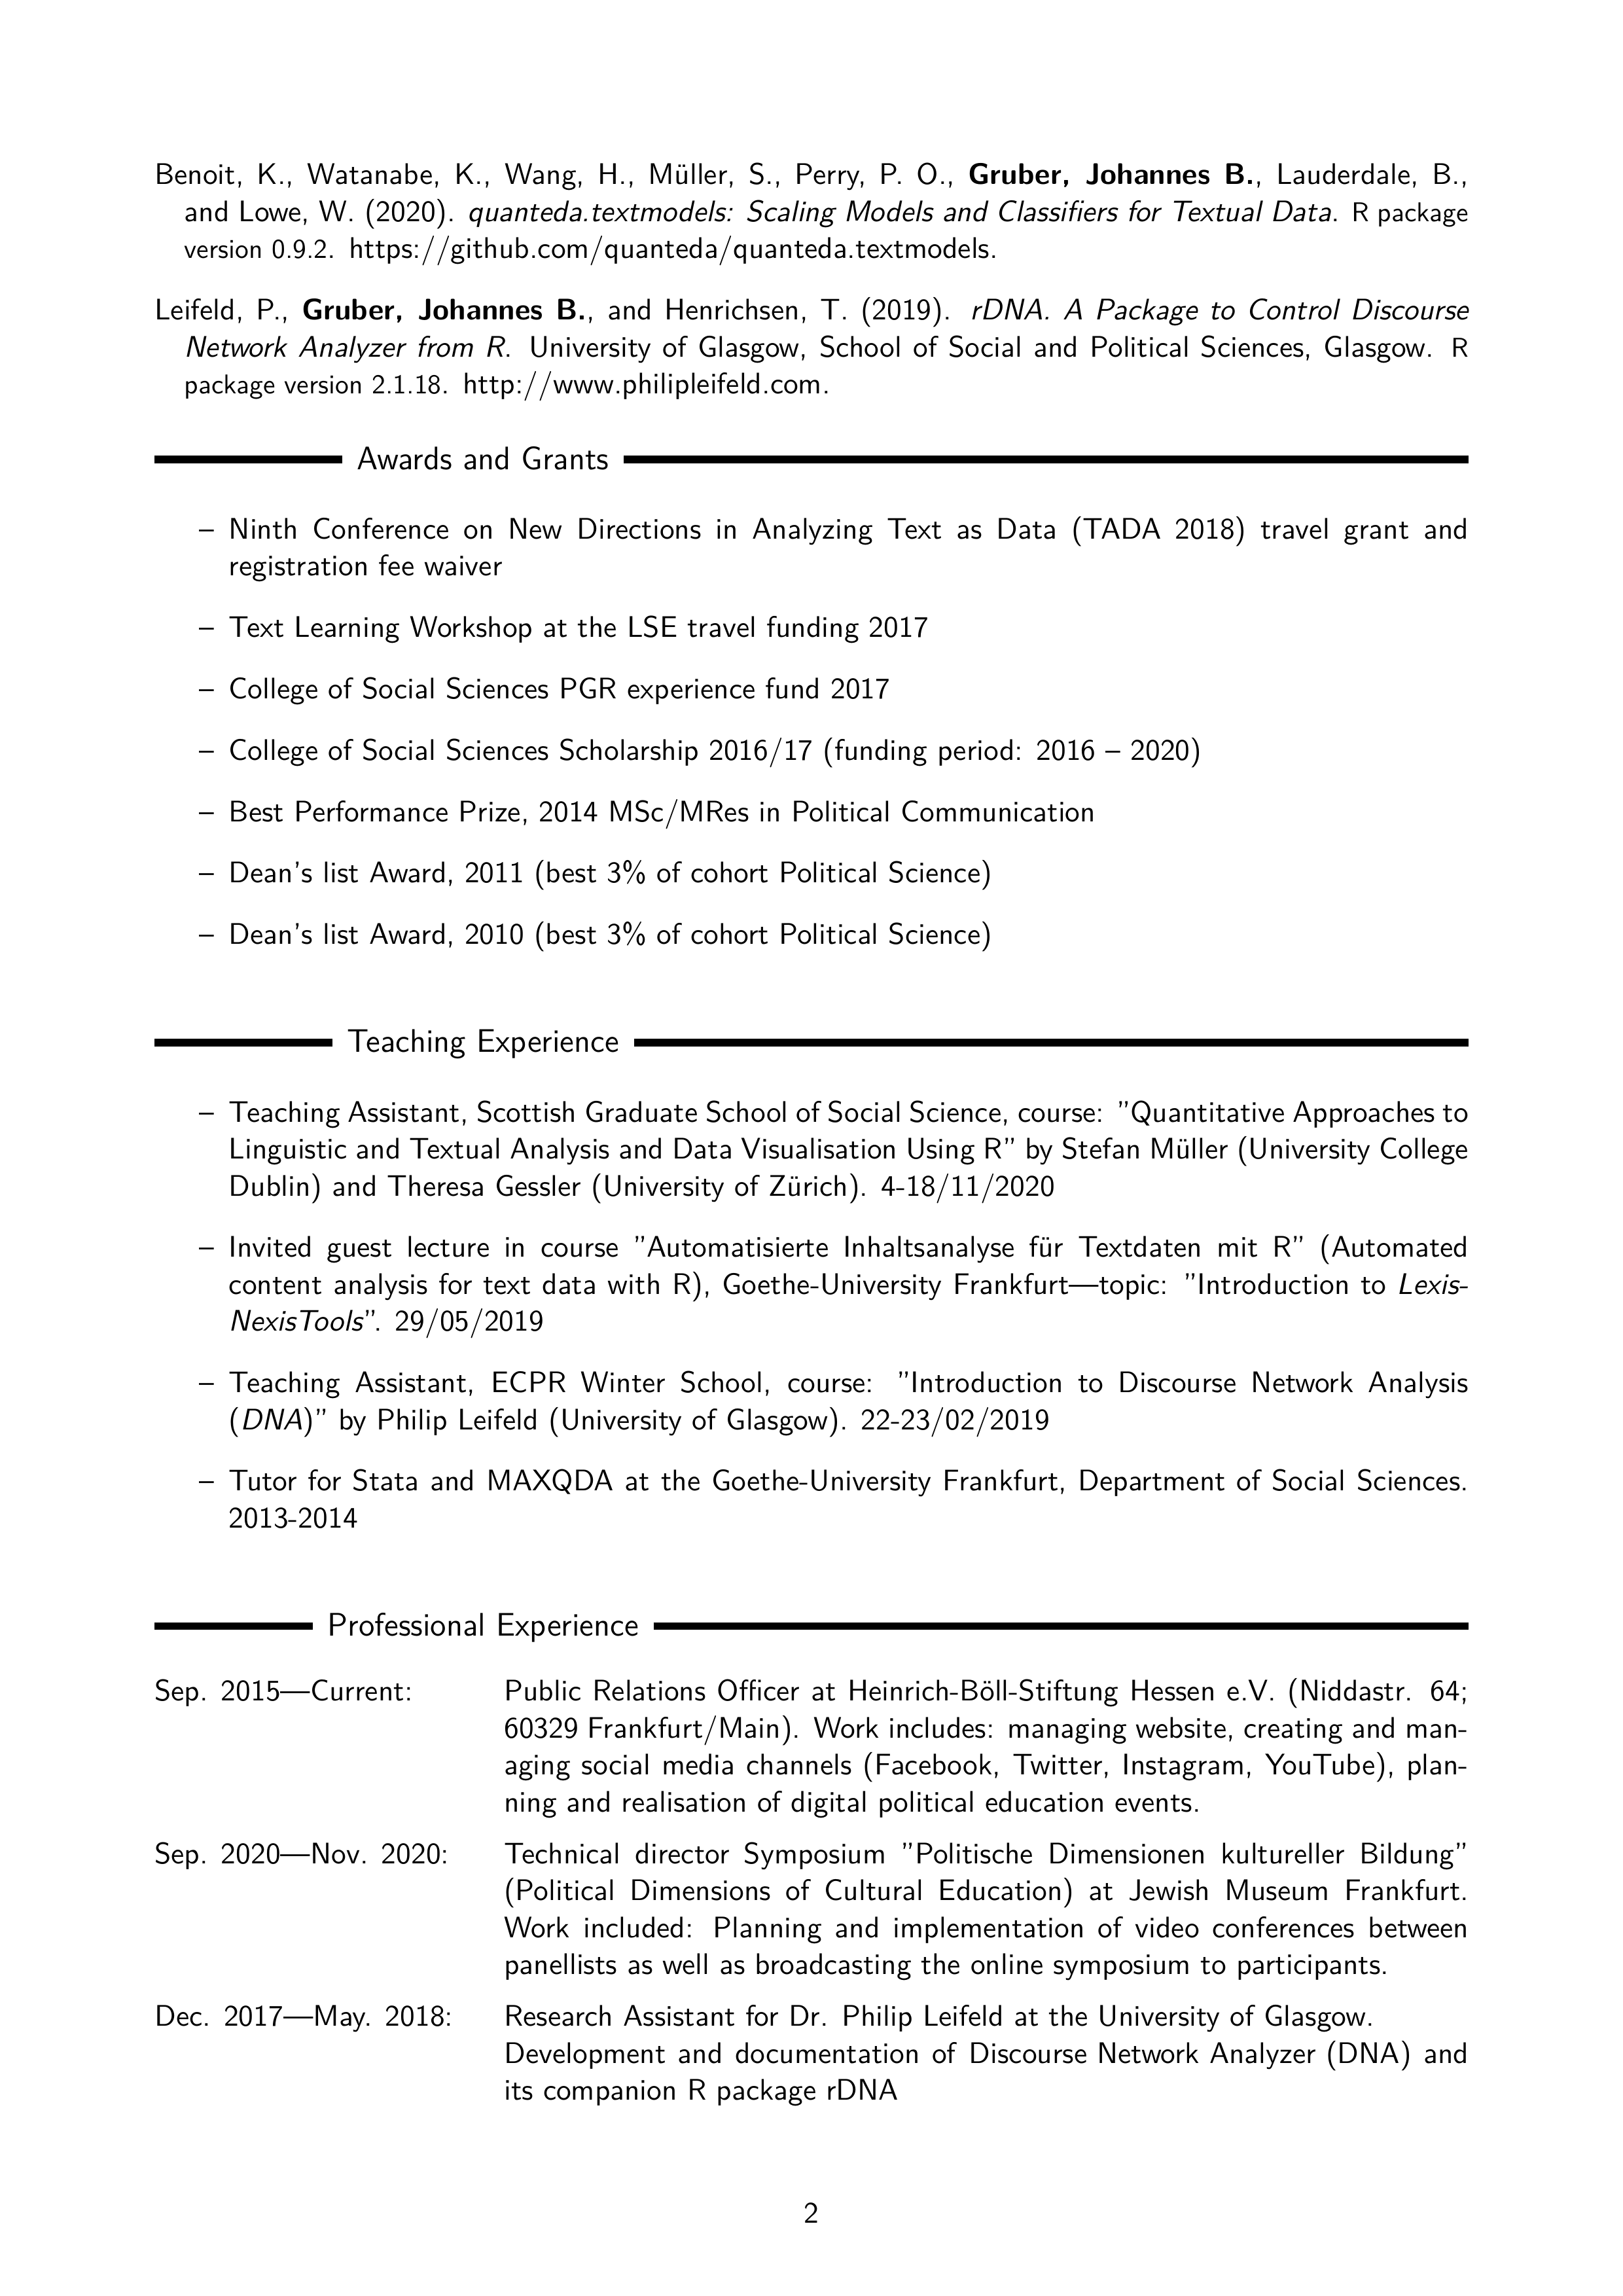 Benoit, K., Watanabe, K., Wang, H., Müller, S., Perry, P. O., Gruber, Johannes B., Lauderdale, B.,
and Lowe, W. (2020). quanteda.textmodels: Scaling Models and Classifiers for Textual Data. R package
version 0.9.2. https://github.com/quanteda/quanteda.textmodels.
Leifeld, P., Gruber, Johannes B., and Henrichsen, T. (2019). rDNA. A Package to Control Discourse
Network Analyzer from R. University of Glasgow, School of Social and Political Sciences, Glasgow. R
package version 2.1.18. http://www.philipleifeld.com.
Awards and Grants
– Ninth Conference on New Directions in Analyzing Text as Data (TADA 2018) travel grant and
registration fee waiver
– Text Learning Workshop at the LSE travel funding 2017
– College of Social Sciences PGR experience fund 2017
– College of Social Sciences Scholarship 2016/17 (funding period: 2016 – 2020)
– Best Performance Prize, 2014 MSc/MRes in Political Communication
– Dean's list Award, 2011 (best 3% of cohort Political Science)
– Dean's list Award, 2010 (best 3% of cohort Political Science)
Teaching Experience
– Teaching Assistant, Scottish Graduate School of Social Science, course: ”Quantitative Approaches to
Linguistic and Textual Analysis and Data Visualisation Using R” by Stefan Müller (University College
Dublin) and Theresa Gessler (University of Zürich). 4-18/11/2020
– Invited guest lecture in course ”Automatisierte Inhaltsanalyse für Textdaten mit R” (Automated
content analysis for text data with R), Goethe-University Frankfurt—topic: ”Introduction to Lexis-
NexisTools”. 29/05/2019
– Teaching Assistant, ECPR Winter School, course: ”Introduction to Discourse Network Analysis
(DNA)” by Philip Leifeld (University of Glasgow). 22-23/02/2019
– Tutor for Stata and MAXQDA at the Goethe-University Frankfurt, Department of Social Sciences.
2013-2014
Professional Experience
Sep. 2015—Current: Public Relations Officer at Heinrich-Böll-Stiftung Hessen e.V. (Niddastr. 64;
60329 Frankfurt/Main). Work includes: managing website, creating and man-
aging social media channels (Facebook, Twitter, Instagram, YouTube), plan-
ning and realisation of digital political education events.
Sep. 2020—Nov. 2020: Technical director Symposium ”Politische Dimensionen kultureller Bildung”
(Political Dimensions of Cultural Education) at Jewish Museum Frankfurt.
Work included: Planning and implementation of video conferences between
panellists as well as broadcasting the online symposium to participants.
Dec. 2017—May. 2018: Research Assistant for Dr. Philip Leifeld at the University of Glasgow.
Development and documentation of Discourse Network Analyzer (DNA) and
its companion R package rDNA
2